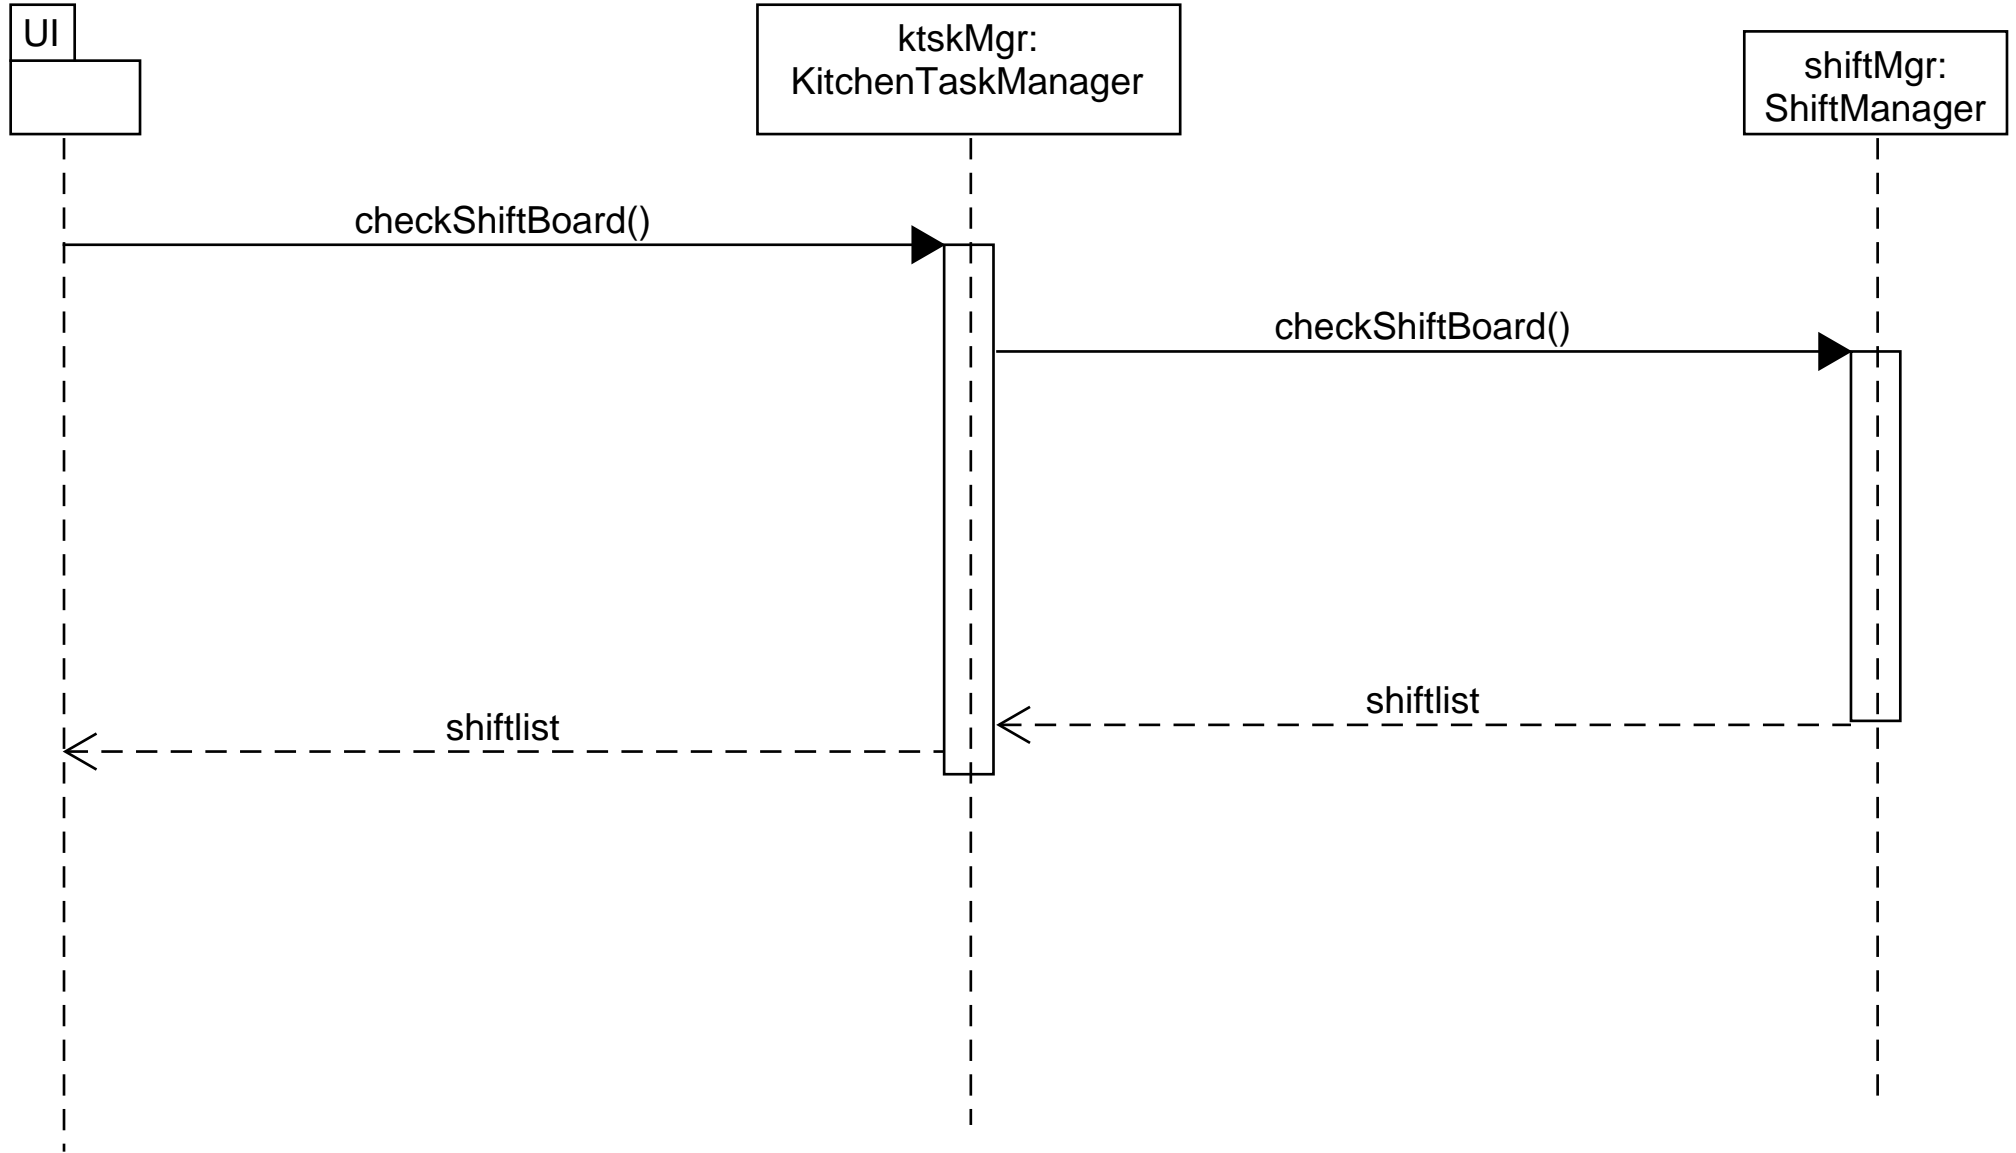 UI
ktskMgr:
KitchenTaskManager
shiftMgr:
ShiftManager
checkShiftBoard()
checkShiftBoard()
shiftlist
shiftlist